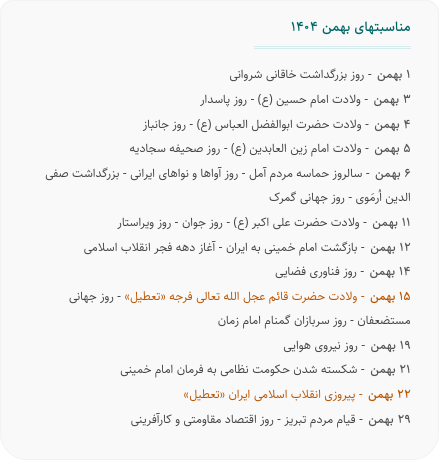 مناسبتهای بهمن ۱۴۰۴
۱ بهمن - روز بزرگداشت خاقانی شروانی
۳ بهمن - ولادت امام حسین (ع) - روز پاسدار
۴ بهمن - ولادت حضرت ابوالفضل العباس (ع) - روز جانباز
۵ بهمن - ولادت امام زین العابدین (ع) - روز صحیفه سجادیه
۶ بهمن - سالروز حماسه مردم آمل - روز آواها و نواهای ایرانی - بزرگداشت صفی
الدین اُرمَوی - روز جهانی گمرک
۱۱ بهمن - ولادت حضرت علی اکبر (ع) - روز جوان - روز ویراستار
۱۲ بهمن - بازگشت امام خمینی به ایران - آغاز دهه فجر انقلاب اسلامی
۱۴ بهمن - روز فناوری فضایی
۱۵ بهمن - ولادت حضرت قائم عجل الله تعالی فرجه «تعطیل» - روز جهانی
مستضعفان - روز سربازان گمنام امام زمان
۱۹ بهمن - روز نیروی هوایی
۲۱ بهمن - شکسته شدن حکومت نظامی به فرمان امام خمینی
۲۲ بهمن - پیروزی انقلاب اسلامی ایران «تعطیل»
۲۹ بهمن - قیام مردم تبریز - روز اقتصاد مقاومتی و کارآفرینی